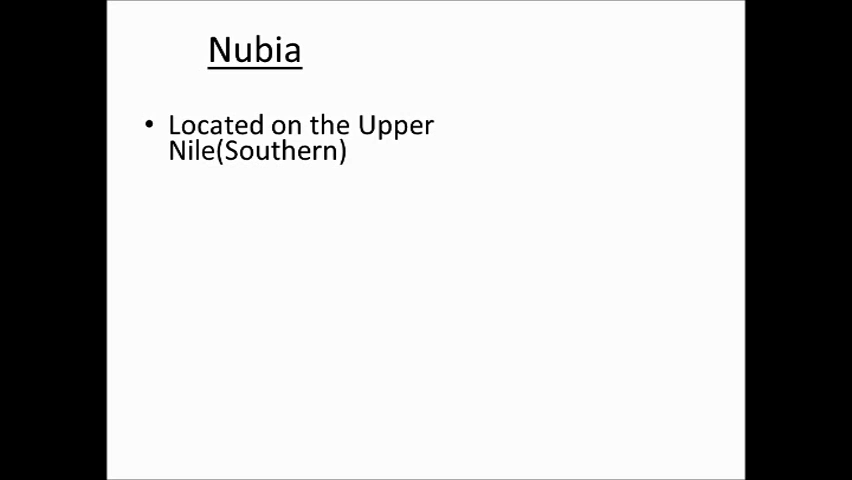 Nubia
• Located on the Upper
Nile(Southern)